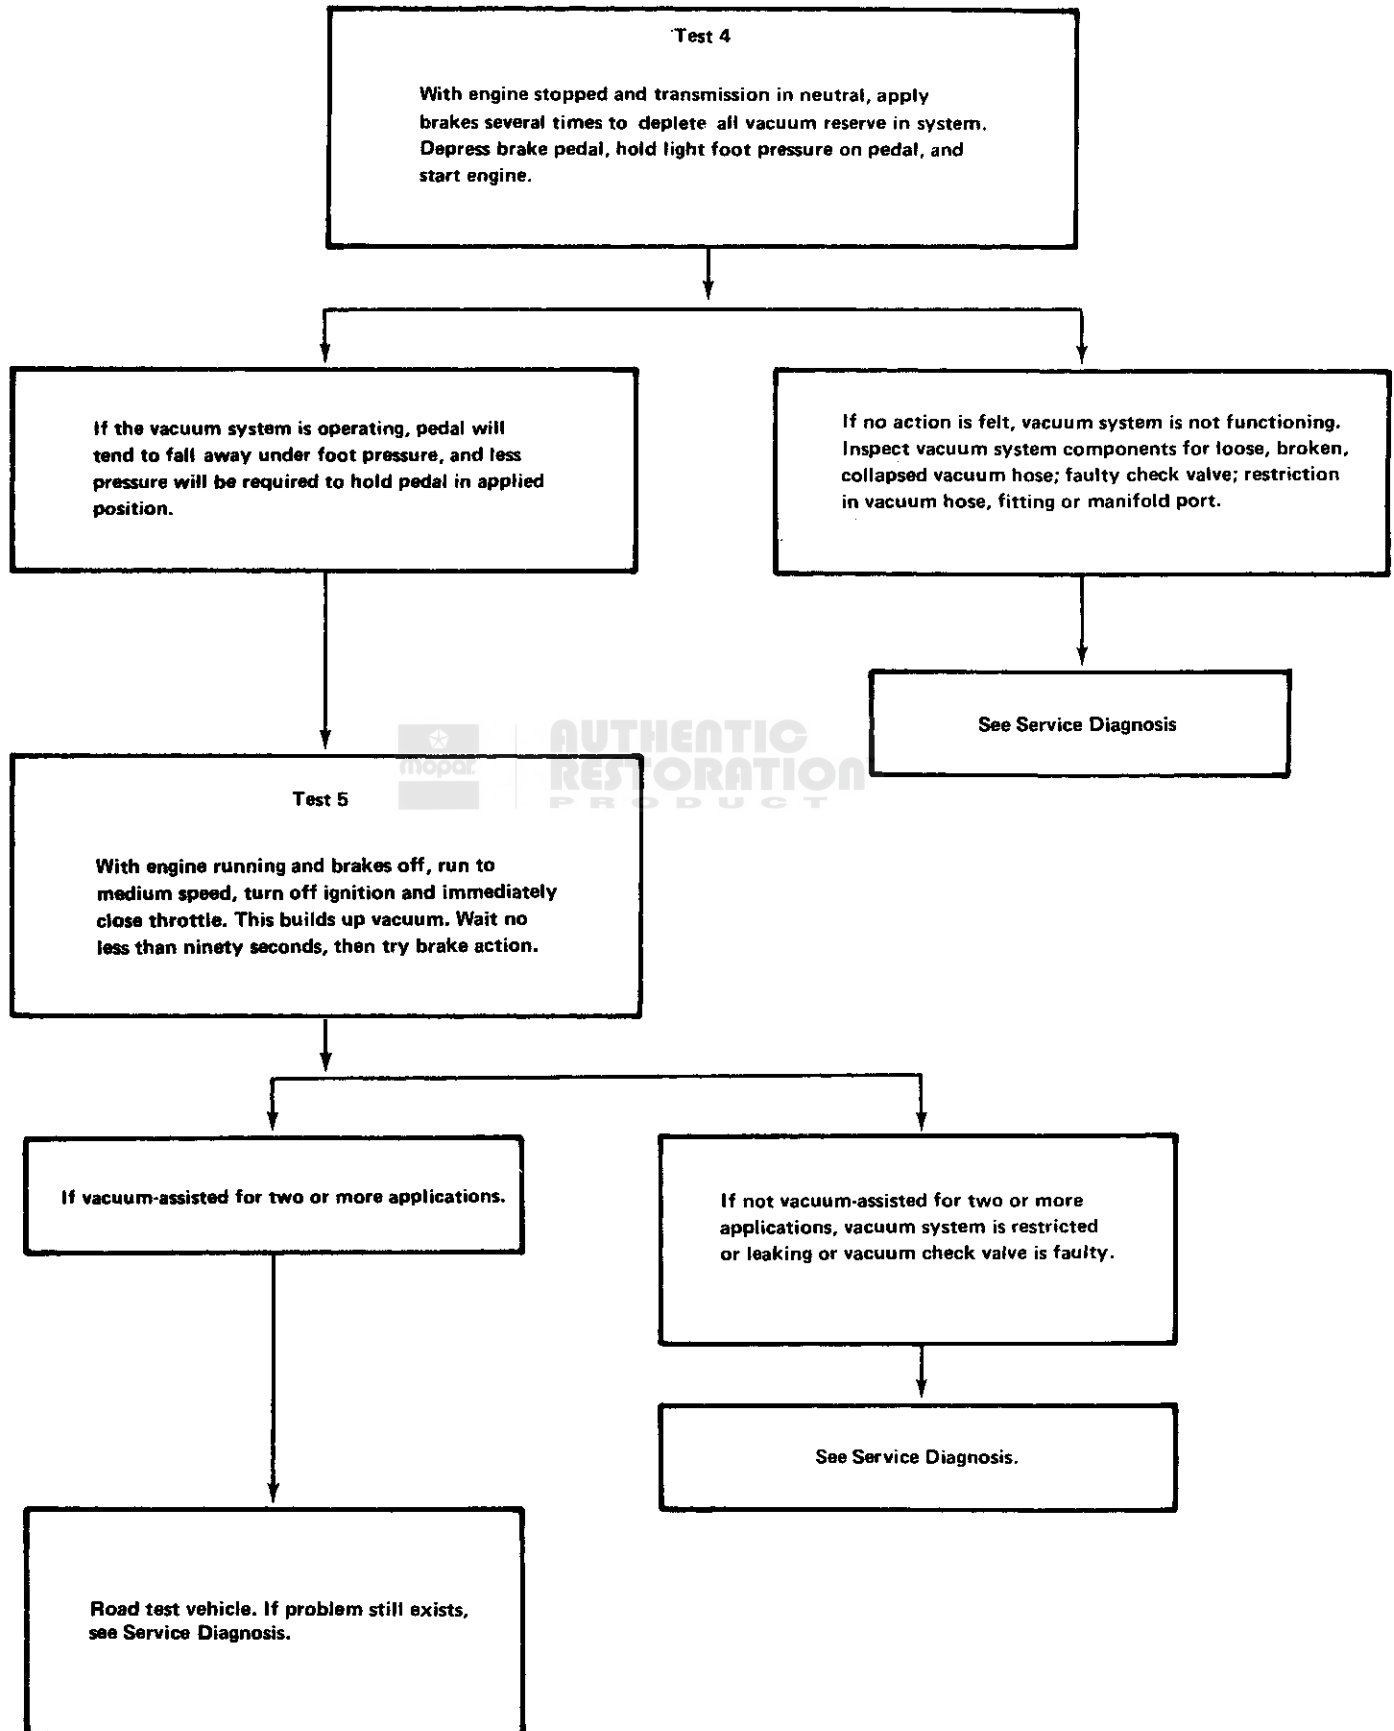 Test 4
With engine stopped and transmission in neutral, apply
brakes several times to deplete all vacuum reserve in system.
Depress brake pedal, hold light foot pressure on pedal, and
start engine.
If the vacuum system is operating, pedal will
tend to fall away under foot pressure, and less
pressure will be required to hold pedal in applied
position.
If no action is felt, vacuum system is not functioning.
Inspect vacuum system components for loose, broken,
collapsed vacuum hose; faulty check valve; restriction
in vacuum hose, fitting or manifold port.
See Service Diagnosis
mopar
AUTHENTIC
RESTORATION
PRODUCT
Test 5
With engine running and brakes off, run to
medium speed, turn off ignition and immediately
close throttle. This builds up vacuum. Wait no
less than ninety seconds, then try brake action.
If vacuum-assisted for two or more applications.
If not vacuum-assisted for two or more
applications, vacuum system is restricted
or leaking or vacuum check valve is faulty.
See Service Diagnosis.
Road test vehicle. If problem still exists,
see Service Diagnosis.